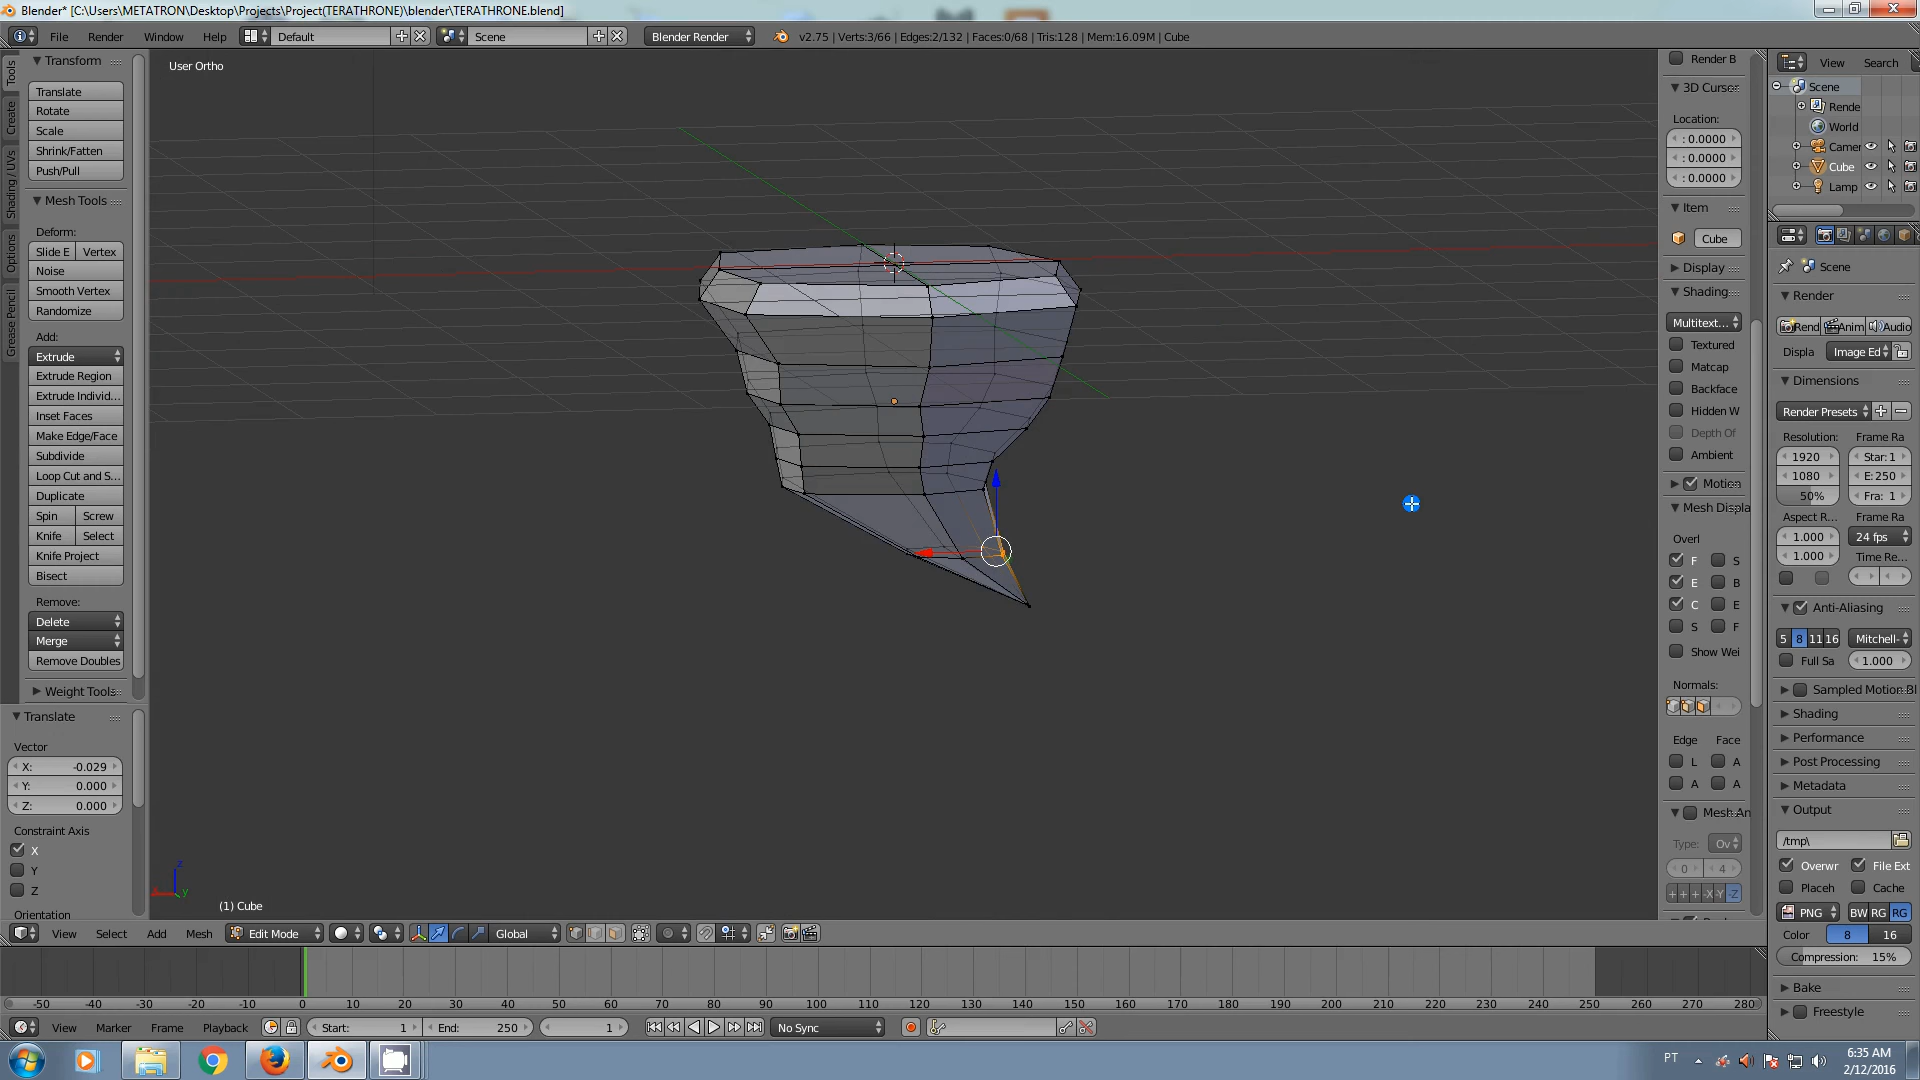 Blender* [C:\Users\METATRON\Desktop\Projects\Project(TERATHRONE)\blender\TERATHRONE.blend]
File Render Window Help Default Scene Blender Render v2.75 | Verts:3/66 | Edges:2/132 | Faces:0/68 | Tris:128 | Mem:16.09M | Cube
Tools
Create
Shading / UVs
Options
Grease Pencil
Transform
Translate
Rotate
Scale
Shrink/Fatten
Push/Pull
Mesh Tools
Deform:
Slide E Vertex
Noise
Smooth Vertex
Randomize
Add:
Extrude
Extrude Region
Extrude Individ...
Inset Faces
Make Edge/Face
Subdivide
Loop Cut and S...
Duplicate
Spin Screw
Knife Select
Knife Project
Bisect
Remove:
Delete
Merge
Remove Doubles
Weight Tools
Translate
Vector
X: -0.029
Y: 0.000
Z: 0.000
Constraint Axis
X
Y
Z
Orientation
User Ortho
z
y
(1) Cube
Render B
3D Cursor
Location:
: 0.0000
: 0.0000
: 0.0000
Item
Cube
Display
Shading
Multitext...
Textured
Matcap
Backface
Hidden W
Depth Of
Ambient
Motion
Mesh Displa
Overl
F S
E B
C E
S F
Show Wei
Normals:
Edge Face
L A
A A
Mesh An
Type: Ov
0 4
+ + + -X -Y -Z
View Search
Scene
Rende
World
Camer
Cube
Lamp
Scene
Render
Rend Anim Audio
Displa Image Ed
Dimensions
Render Presets
Resolution: Frame Ra
1920 Star: 1
1080 E: 250
50% Fra: 1
Aspect R... Frame Ra
1.000 24 fps
1.000 Time Re...
Anti-Aliasing
5 8 11 16 Mitchell-
Full Sa 1.000
Sampled Motion Bl
Shading
Performance
Post Processing
Metadata
Output
/tmp\
Overwr File Ext
Placeh Cache
PNG BW RG RG
Color 8 16
Compression: 15%
Bake
Freestyle
View Select Add Mesh Edit Mode Global
-50 -40 -30 -20 -10 0 10 20 30 40 50 60 70 80 90 100 110 120 130 140 150 160 170 180 190 200 210 220 230 240 250 260 270 280
View Marker Frame Playback Start: 1 End: 250 1 No Sync
PT
6:35 AM
2/12/2016